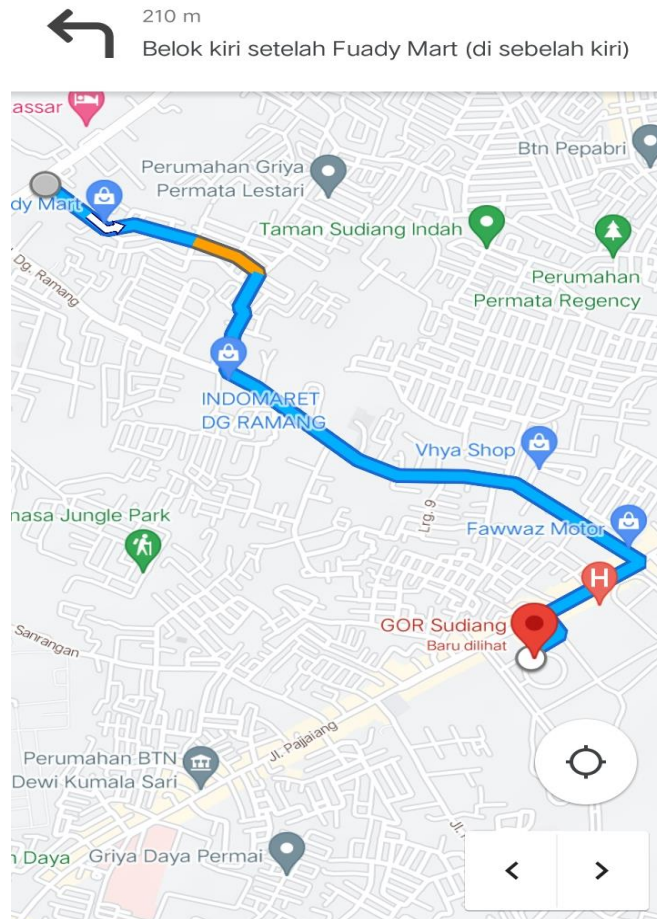 210 m
Belok kiri setelah Fuady Mart (di sebelah kiri)
assar
Btn Pepabri
Perumahan Griya
Permata Lestari
dy Mart
Taman Sudiang Indah
Dg. Ramang
Perumahan
Permata Regency
INDOMARET
DG RAMANG
Vhya Shop
Lrg. 9
nasa Jungle Park
Fawwaz Motor
H
GOR Sudiang
Baru dilihat
Sanrangan
Jl. Pajjaiang
Perumahan BTN
Dewi Kumala Sari
Jl.
Daya
Griya Daya Permai